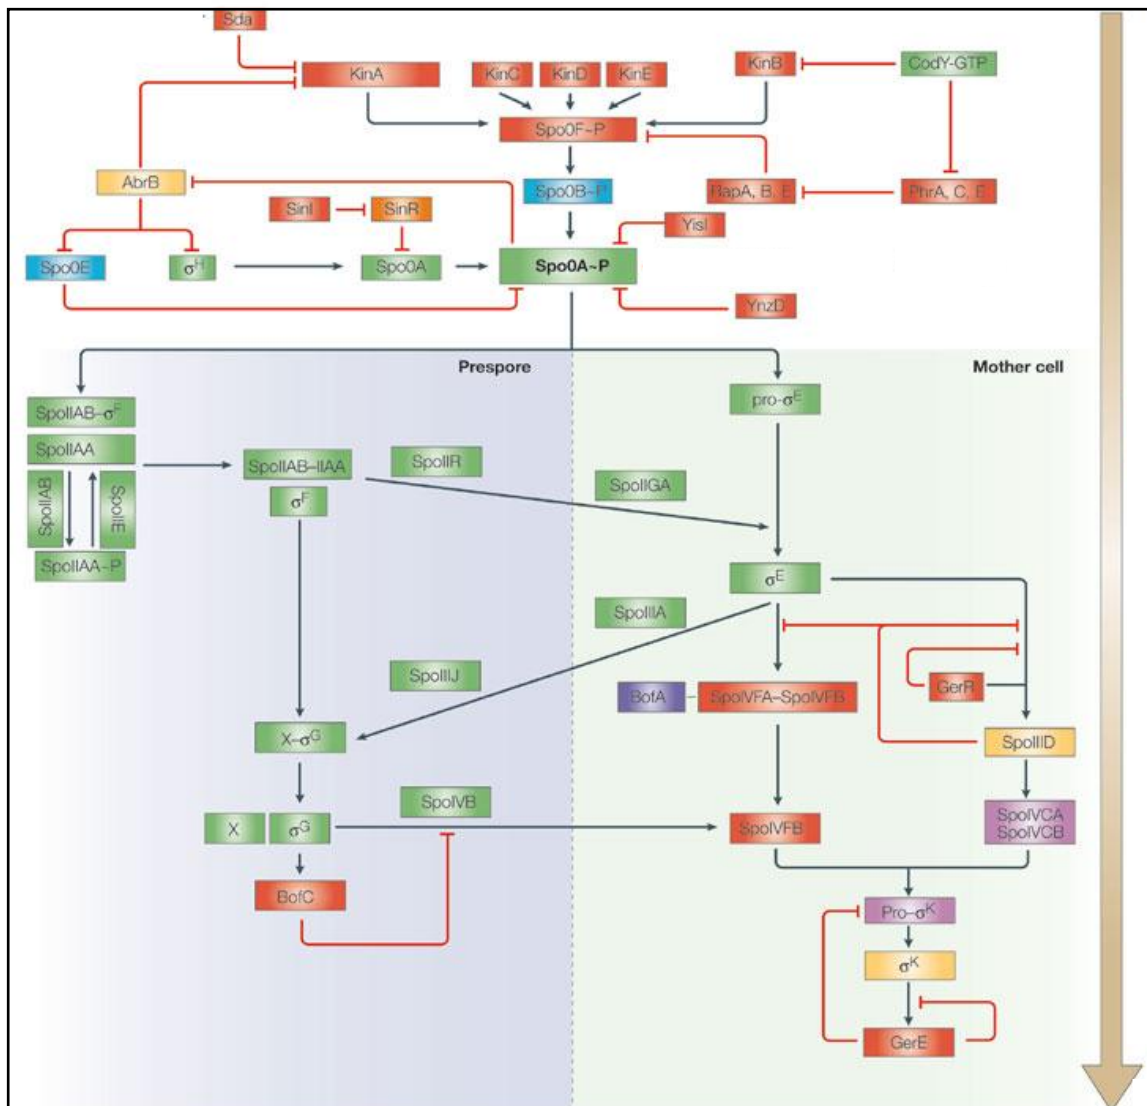 Sda
KinA
KinC
KinD
KinE
KinB
CodY-GTP
Spo0F~P
AbrB
Spo0B~P
RapA, B, E
PhrA, C, E
SinI
SinR
YisI
Spo0E
σH
Spo0A
Spo0A~P
YnzD
Prespore
Mother cell
SpoIIAB–σF
pro-σE
SpoIIAA
SpoIIAB
SpoIIE
SpoIIAA~P
SpoIIAB–IIAA
σF
SpoIIR
SpoIIGA
σE
SpoIIIA
SpoIIIJ
BofA
SpoIVFA–SpoIVFB
GerR
X–σG
SpoIIID
SpoIVB
X
σG
SpoIVFB
SpoIVCA
SpoIVCB
BofC
Pro–σK
σK
GerE